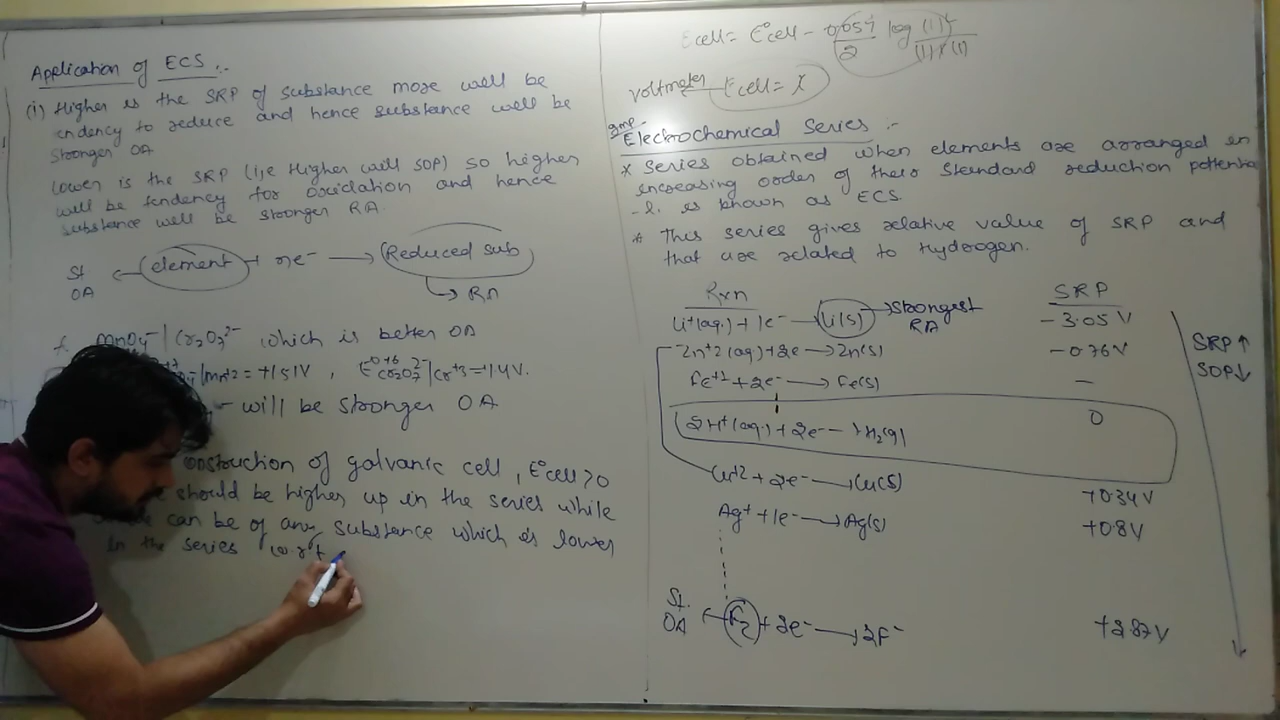 Application of ECS :-
(i) Higher is the SRP of substance more will be
endency to reduce and hence substance will be
stronger OA
Lower is the SRP (i,e Higher will SOP) so higher
will be tendency for oxidation and hence
substance will be stronger RA.
element + ne⁻ → Reduced sub
St
OA
→ RA
MnO₄⁻ | Cr₂O₇²⁻ which is better OA
|Mn⁺² = +1.51V , E° Cr₂O₇²⁻ | Cr⁺³ = +1.4V.
will be stronger OA
onstruction of galvanic cell, E°cell > 0
should be higher up in the series while
can be of any substance which is lower
in the series w.r.t
Ecell = E°cell - 0.059/2 log
voltmeter Ecell = X
Imp
Electrochemical Series :-
* Series obtained when elements are arranged in
increasing order of their standard reduction potentia
-l. is known as ECS.
* This series gives relative value of SRP and
that are related to Hydrogen.
Rxn SRP
Li⁺(aq.) + 1e⁻ → Li(s) → strongest RA -3.05 V
Zn⁺²(aq) + 2e → Zn(s) -0.76V
Fe⁺² + 2e⁻ → Fe(s) —
2H⁺(aq.) + 2e⁻ → H₂(g) 0
Cu⁺² + 2e⁻ → Cu(s) +0.34V
Ag⁺ + 1e⁻ → Ag(s) +0.8V
St.
OA ← F₂ + 2e⁻ → 2F⁻ +2.87V
SRP↑
SOP↓